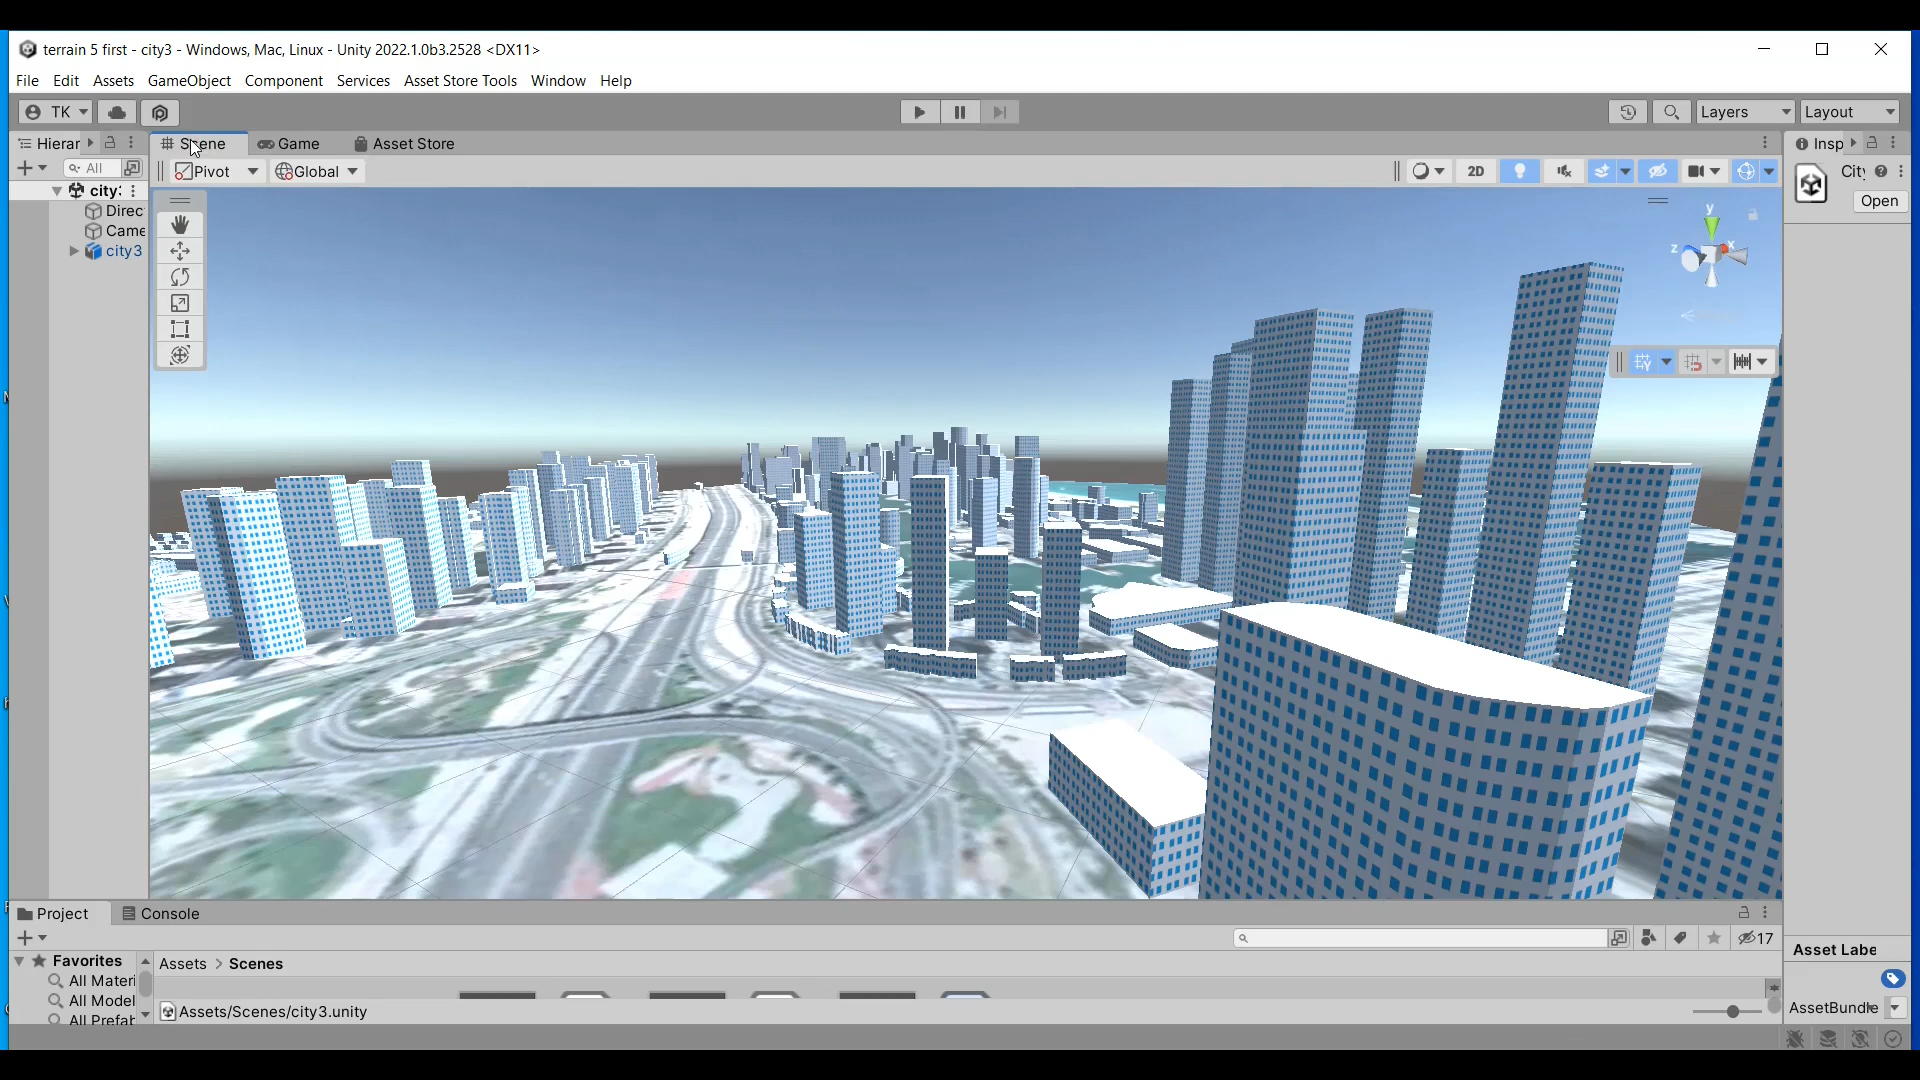 terrain 5 first - city3 - Windows, Mac, Linux - Unity 2022.1.0b3.2528 <DX11>
File Edit Assets GameObject Component Services Asset Store Tools Window Help
TK Layers Layout
Hierar Scene Game Asset Store Insp
All Pivot Global 2D
city3 City
Direc Open
Came
city3
y
x
z
Project Console
17
Favorites Assets > Scenes Asset Labe
All Materi
All Model
All Prefab Assets/Scenes/city3.unity AssetBundle